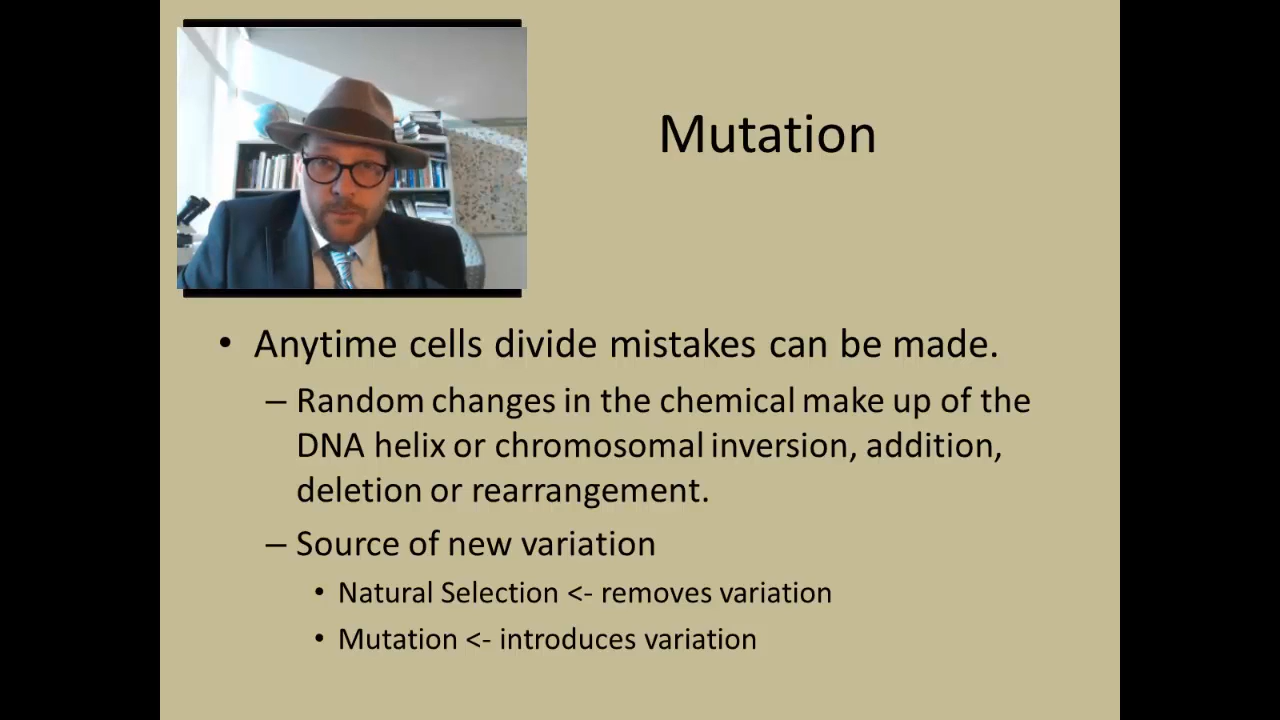 Mutation
• Anytime cells divide mistakes can be made.
– Random changes in the chemical make up of the
DNA helix or chromosomal inversion, addition,
deletion or rearrangement.
– Source of new variation
• Natural Selection <- removes variation
• Mutation <- introduces variation